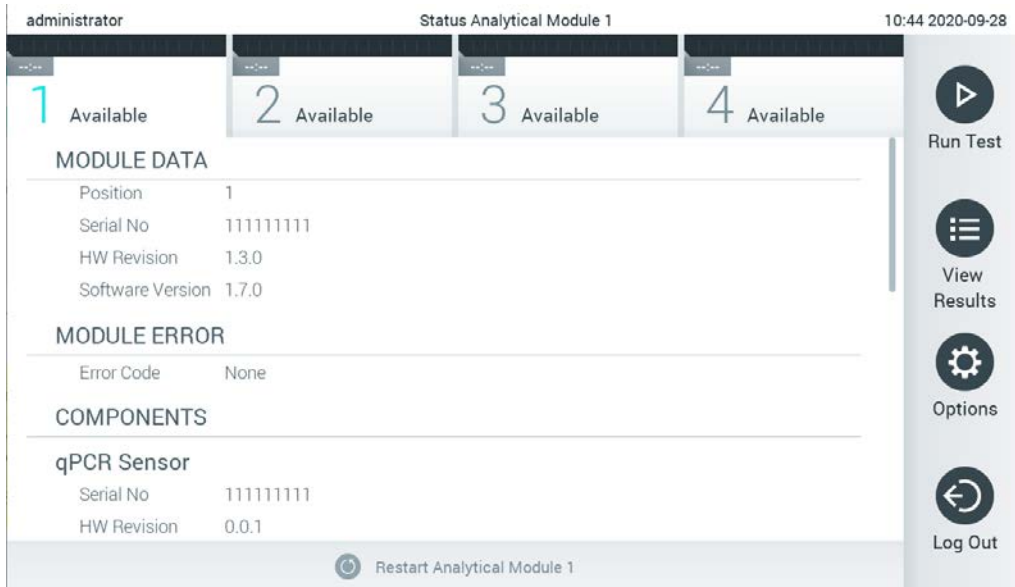 administrator Status Analytical Module 1 10:44 2020-09-28
--:-- --:-- --:-- --:--
1 Available 2 Available 3 Available 4 Available
Run Test
MODULE DATA
Position 1
Serial No 111111111
HW Revision 1.3.0
Software Version 1.7.0
View
Results
MODULE ERROR
Error Code None
Options
COMPONENTS
qPCR Sensor
Serial No 111111111
HW Revision 0.0.1
Log Out
Restart Analytical Module 1